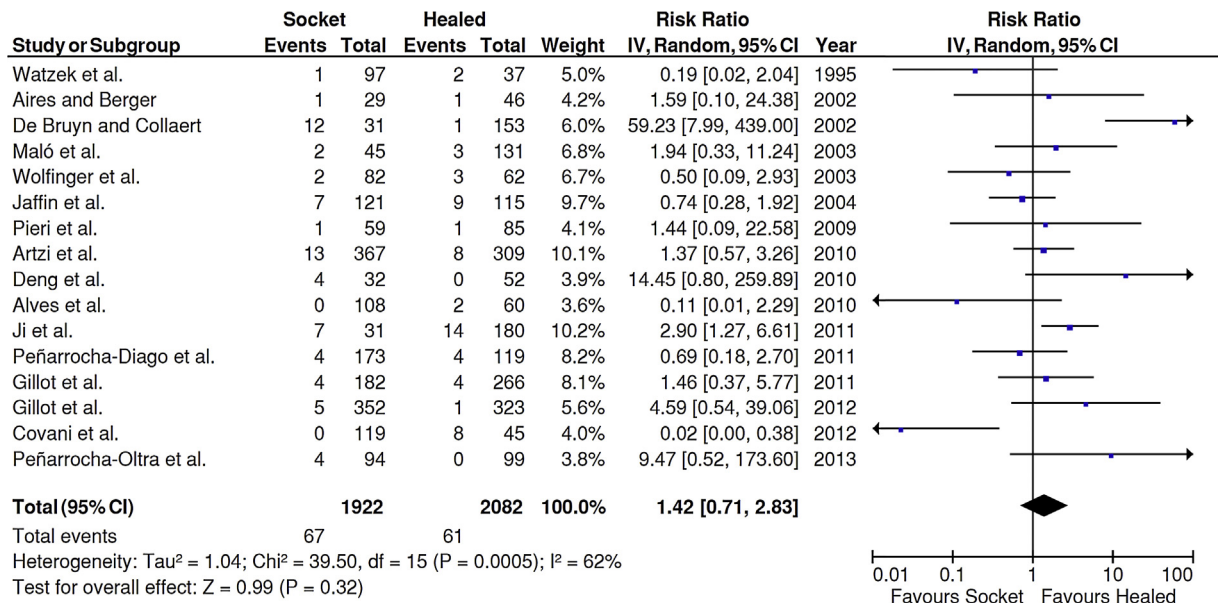 Socket Healed Risk Ratio Risk Ratio
Study or Subgroup Events Total Events Total Weight IV, Random, 95% CI Year IV, Random, 95% CI
Watzek et al. 1 97 2 37 5.0% 0.19 [0.02, 2.04] 1995
Aires and Berger 1 29 1 46 4.2% 1.59 [0.10, 24.38] 2002
De Bruyn and Collaert 12 31 1 153 6.0% 59.23 [7.99, 439.00] 2002
Maló et al. 2 45 3 131 6.8% 1.94 [0.33, 11.24] 2003
Wolfinger et al. 2 82 3 62 6.7% 0.50 [0.09, 2.93] 2003
Jaffin et al. 7 121 9 115 9.7% 0.74 [0.28, 1.92] 2004
Pieri et al. 1 59 1 85 4.1% 1.44 [0.09, 22.58] 2009
Artzi et al. 13 367 8 309 10.1% 1.37 [0.57, 3.26] 2010
Deng et al. 4 32 0 52 3.9% 14.45 [0.80, 259.89] 2010
Alves et al. 0 108 2 60 3.6% 0.11 [0.01, 2.29] 2010
Ji et al. 7 31 14 180 10.2% 2.90 [1.27, 6.61] 2011
Peñarrocha-Diago et al. 4 173 4 119 8.2% 0.69 [0.18, 2.70] 2011
Gillot et al. 4 182 4 266 8.1% 1.46 [0.37, 5.77] 2011
Gillot et al. 5 352 1 323 5.6% 4.59 [0.54, 39.06] 2012
Covani et al. 0 119 8 45 4.0% 0.02 [0.00, 0.38] 2012
Peñarrocha-Oltra et al. 4 94 0 99 3.8% 9.47 [0.52, 173.60] 2013
Total (95% CI) 1922 2082 100.0% 1.42 [0.71, 2.83]
Total events 67 61
Heterogeneity: Tau² = 1.04; Chi² = 39.50, df = 15 (P = 0.0005); I² = 62%
Test for overall effect: Z = 0.99 (P = 0.32)
0.01 0.1 1 10 100
Favours Socket Favours Healed